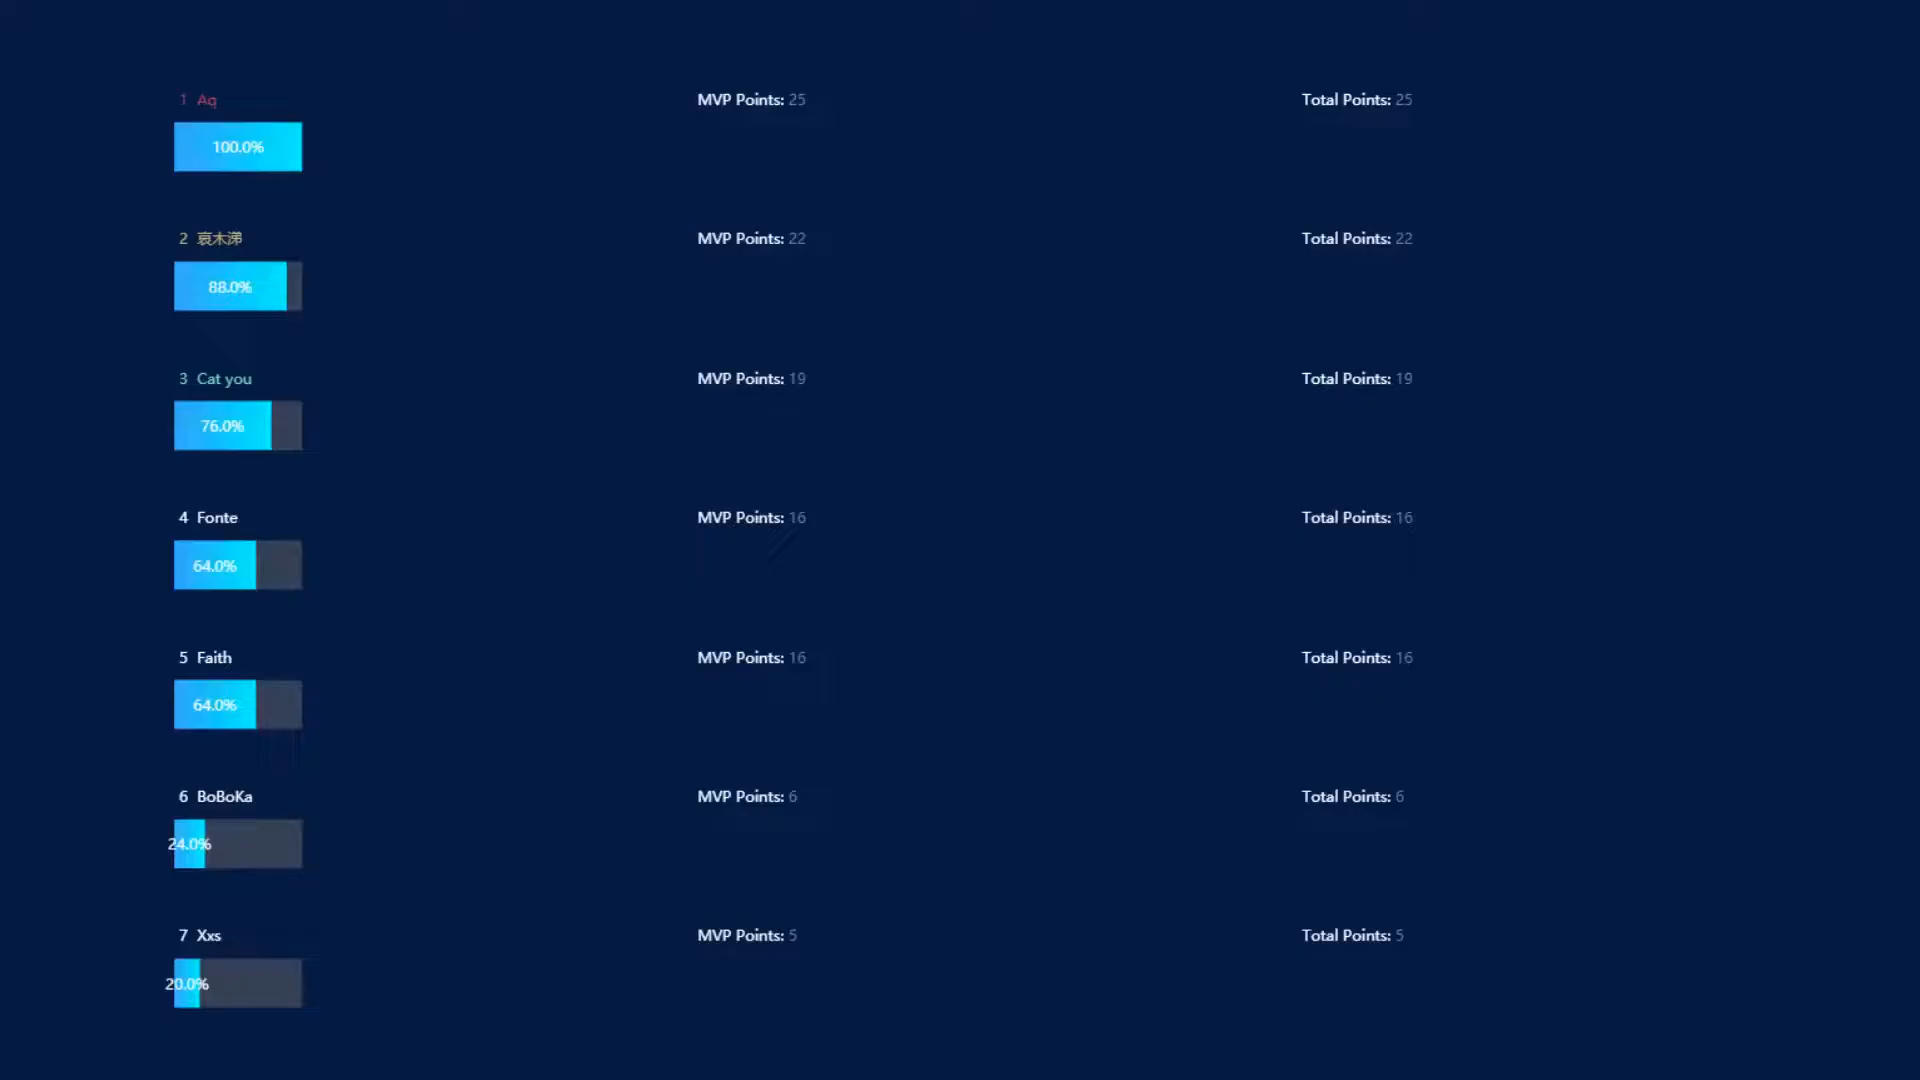 1 Aq MVP Points: 25 Total Points: 25
100.0%
2 哀木涕 MVP Points: 22 Total Points: 22
88.0%
3 Cat you MVP Points: 19 Total Points: 19
76.0%
4 Fonte MVP Points: 16 Total Points: 16
64.0%
5 Faith MVP Points: 16 Total Points: 16
64.0%
6 BoBoKa MVP Points: 6 Total Points: 6
24.0%
7 Xxs MVP Points: 5 Total Points: 5
20.0%